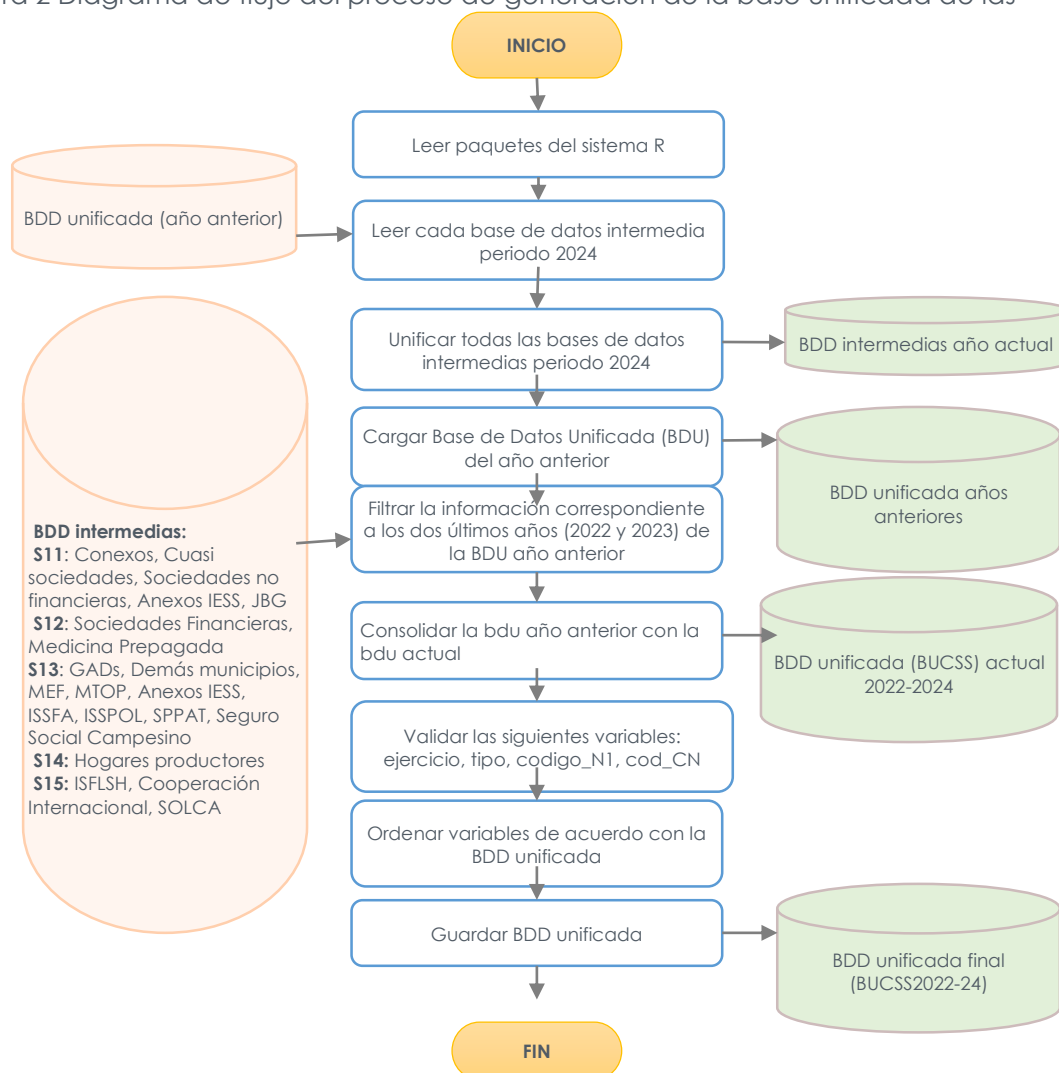 ra 2 Diagrama de flujo del proceso de generación de la base unificada de las
INICIO
Leer paquetes del sistema R
BDD unificada (año anterior)
Leer cada base de datos intermedia
periodo 2024
Unificar todas las bases de datos
intermedias periodo 2024
BDD intermedias año actual
Cargar Base de Datos Unificada (BDU)
del año anterior
BDD unificada años
anteriores
Filtrar la información correspondiente
a los dos últimos años (2022 y 2023) de
la BDU año anterior
BDD intermedias:
S11: Conexos, Cuasi
sociedades, Sociedades no
financieras, Anexos IESS, JBG
S12: Sociedades Financieras,
Medicina Prepagada
S13: GADs, Demás municipios,
MEF, MTOP, Anexos IESS,
ISSFA, ISSPOL, SPPAT, Seguro
Social Campesino
S14: Hogares productores
S15: ISFLSH, Cooperación
Internacional, SOLCA
Consolidar la bdu año anterior con la
bdu actual
BDD unificada (BUCSS) actual
2022-2024
Validar las siguientes variables:
ejercicio, tipo, codigo_N1, cod_CN
Ordenar variables de acuerdo con la
BDD unificada
Guardar BDD unificada
BDD unificada final
(BUCSS2022-24)
FIN